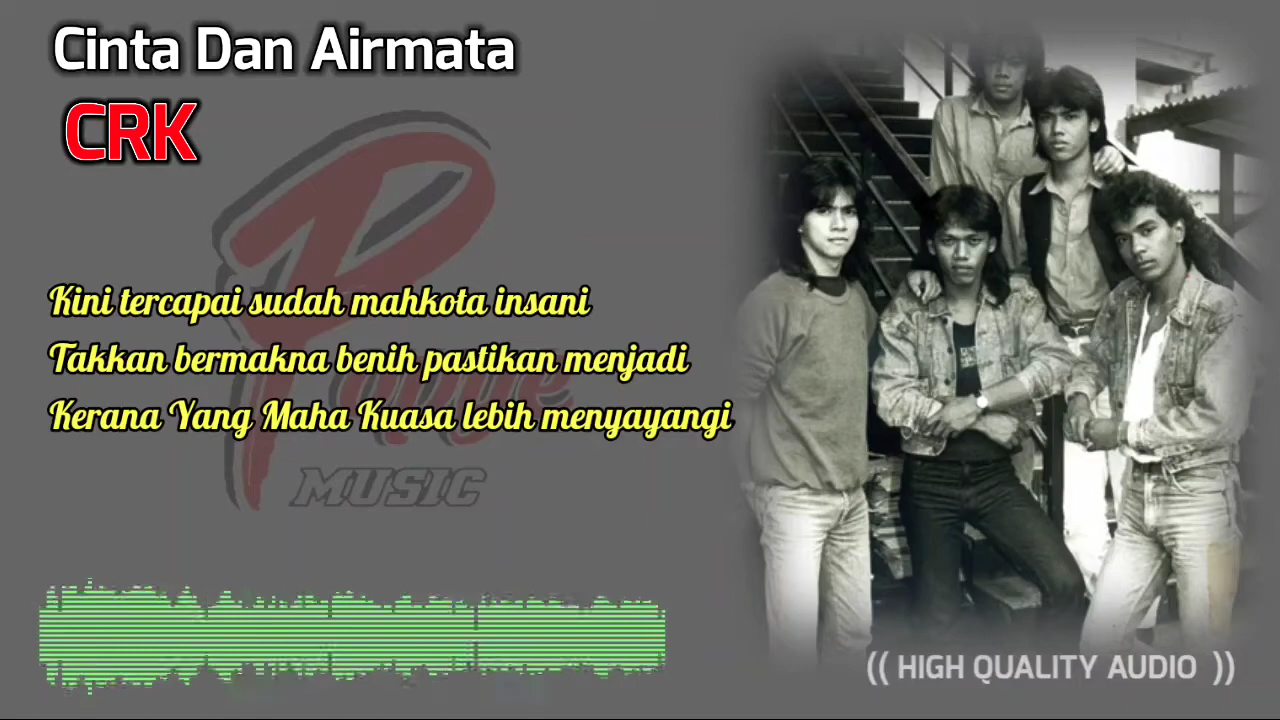 Cinta Dan Airmata
CRK
Kini tercapai sudah mahkota insani
Takkan bermakna benih pastikan menjadi
Kerana Yang Maha Kuasa lebih menyayangi
MUSIC
(( HIGH QUALITY AUDIO ))